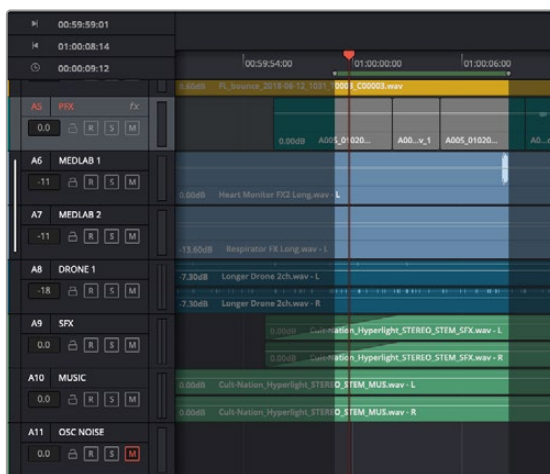 00:59:59:01
01:00:08:14
00:00:09:12
00:59:54:00 01:00:00:00 01:00:06:00
FL_bounce_2018-06-12_1031_ C00003.wav
A5 PFX fx
0.0 R S M
0.00dB A005_01020... A00...v_1 A005_01020... A0...
A6 MEDLAB 1
-11 R S M
0.00dB Heart Monitor FX2 Long.wav - L
A7 MEDLAB 2
-11 R S M
-13.60dB Respirator FX Long.wav - L
A8 DRONE 1
-7.30dB Longer Drone 2ch.wav - L
-18 R S M
-7.30dB Longer Drone 2ch.wav - R
A9 SFX
0.00dB Cult-Nation_Hyperlight_STEREO_STEM_SFX.wav - L
0.0 R S M
0.00dB Cult-Nation_Hyperlight_STEREO_STEM_SFX.wav - R
A10 MUSIC
0.00dB Cult-Nation_Hyperlight_STEREO_STEM_MUS.wav - L
0.0 R S M
0.00dB Cult-Nation_Hyperlight_STEREO_STEM_MUS.wav - R
A11 OSC NOISE
0.0 R S M